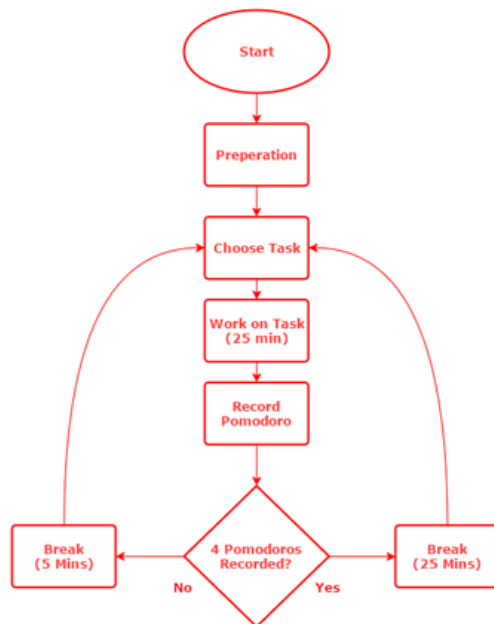 Start
Preperation
Choose Task
Work on Task
(25 min)
Record
Pomodoro
4 Pomodoros
Recorded?
Break
(5 Mins)
Break
(25 Mins)
No
Yes